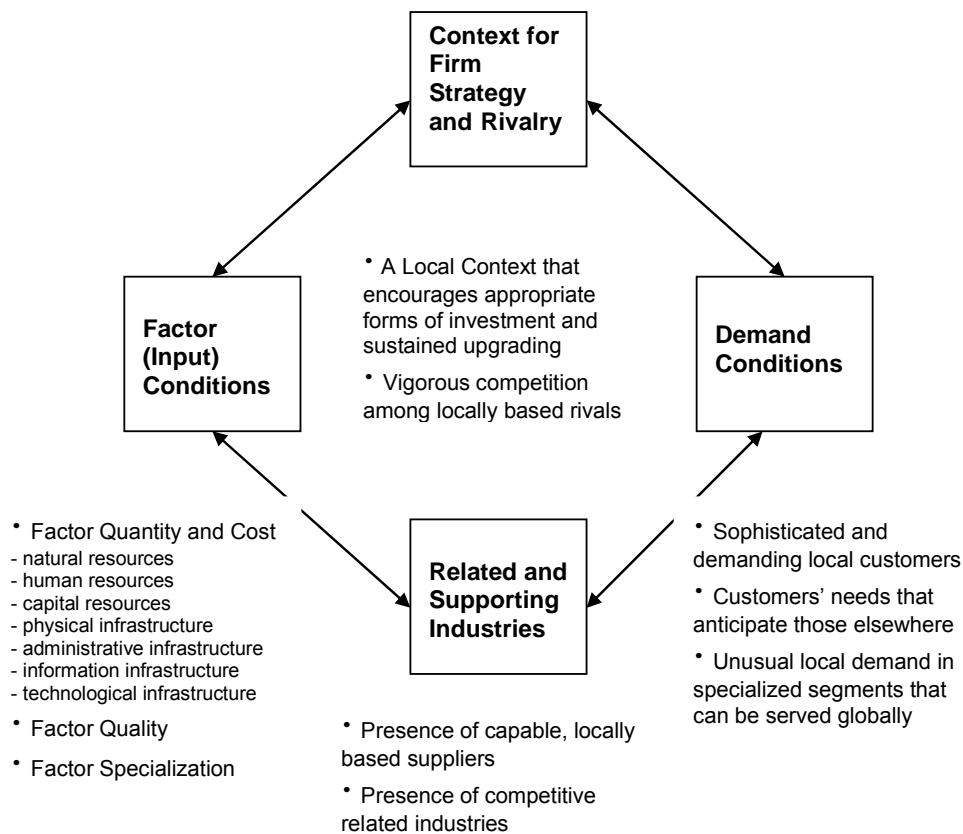 Context for
Firm
Strategy
and Rivalry
• A Local Context that
encourages appropriate
forms of investment and
sustained upgrading
• Vigorous competition
among locally based rivals
Factor
(Input)
Conditions
Demand
Conditions
• Factor Quantity and Cost
- natural resources
- human resources
- capital resources
- physical infrastructure
- administrative infrastructure
- information infrastructure
- technological infrastructure
• Factor Quality
• Factor Specialization
Related and
Supporting
Industries
• Presence of capable, locally
based suppliers
• Presence of competitive
related industries
• Sophisticated and
demanding local customers
• Customers’ needs that
anticipate those elsewhere
• Unusual local demand in
specialized segments that
can be served globally